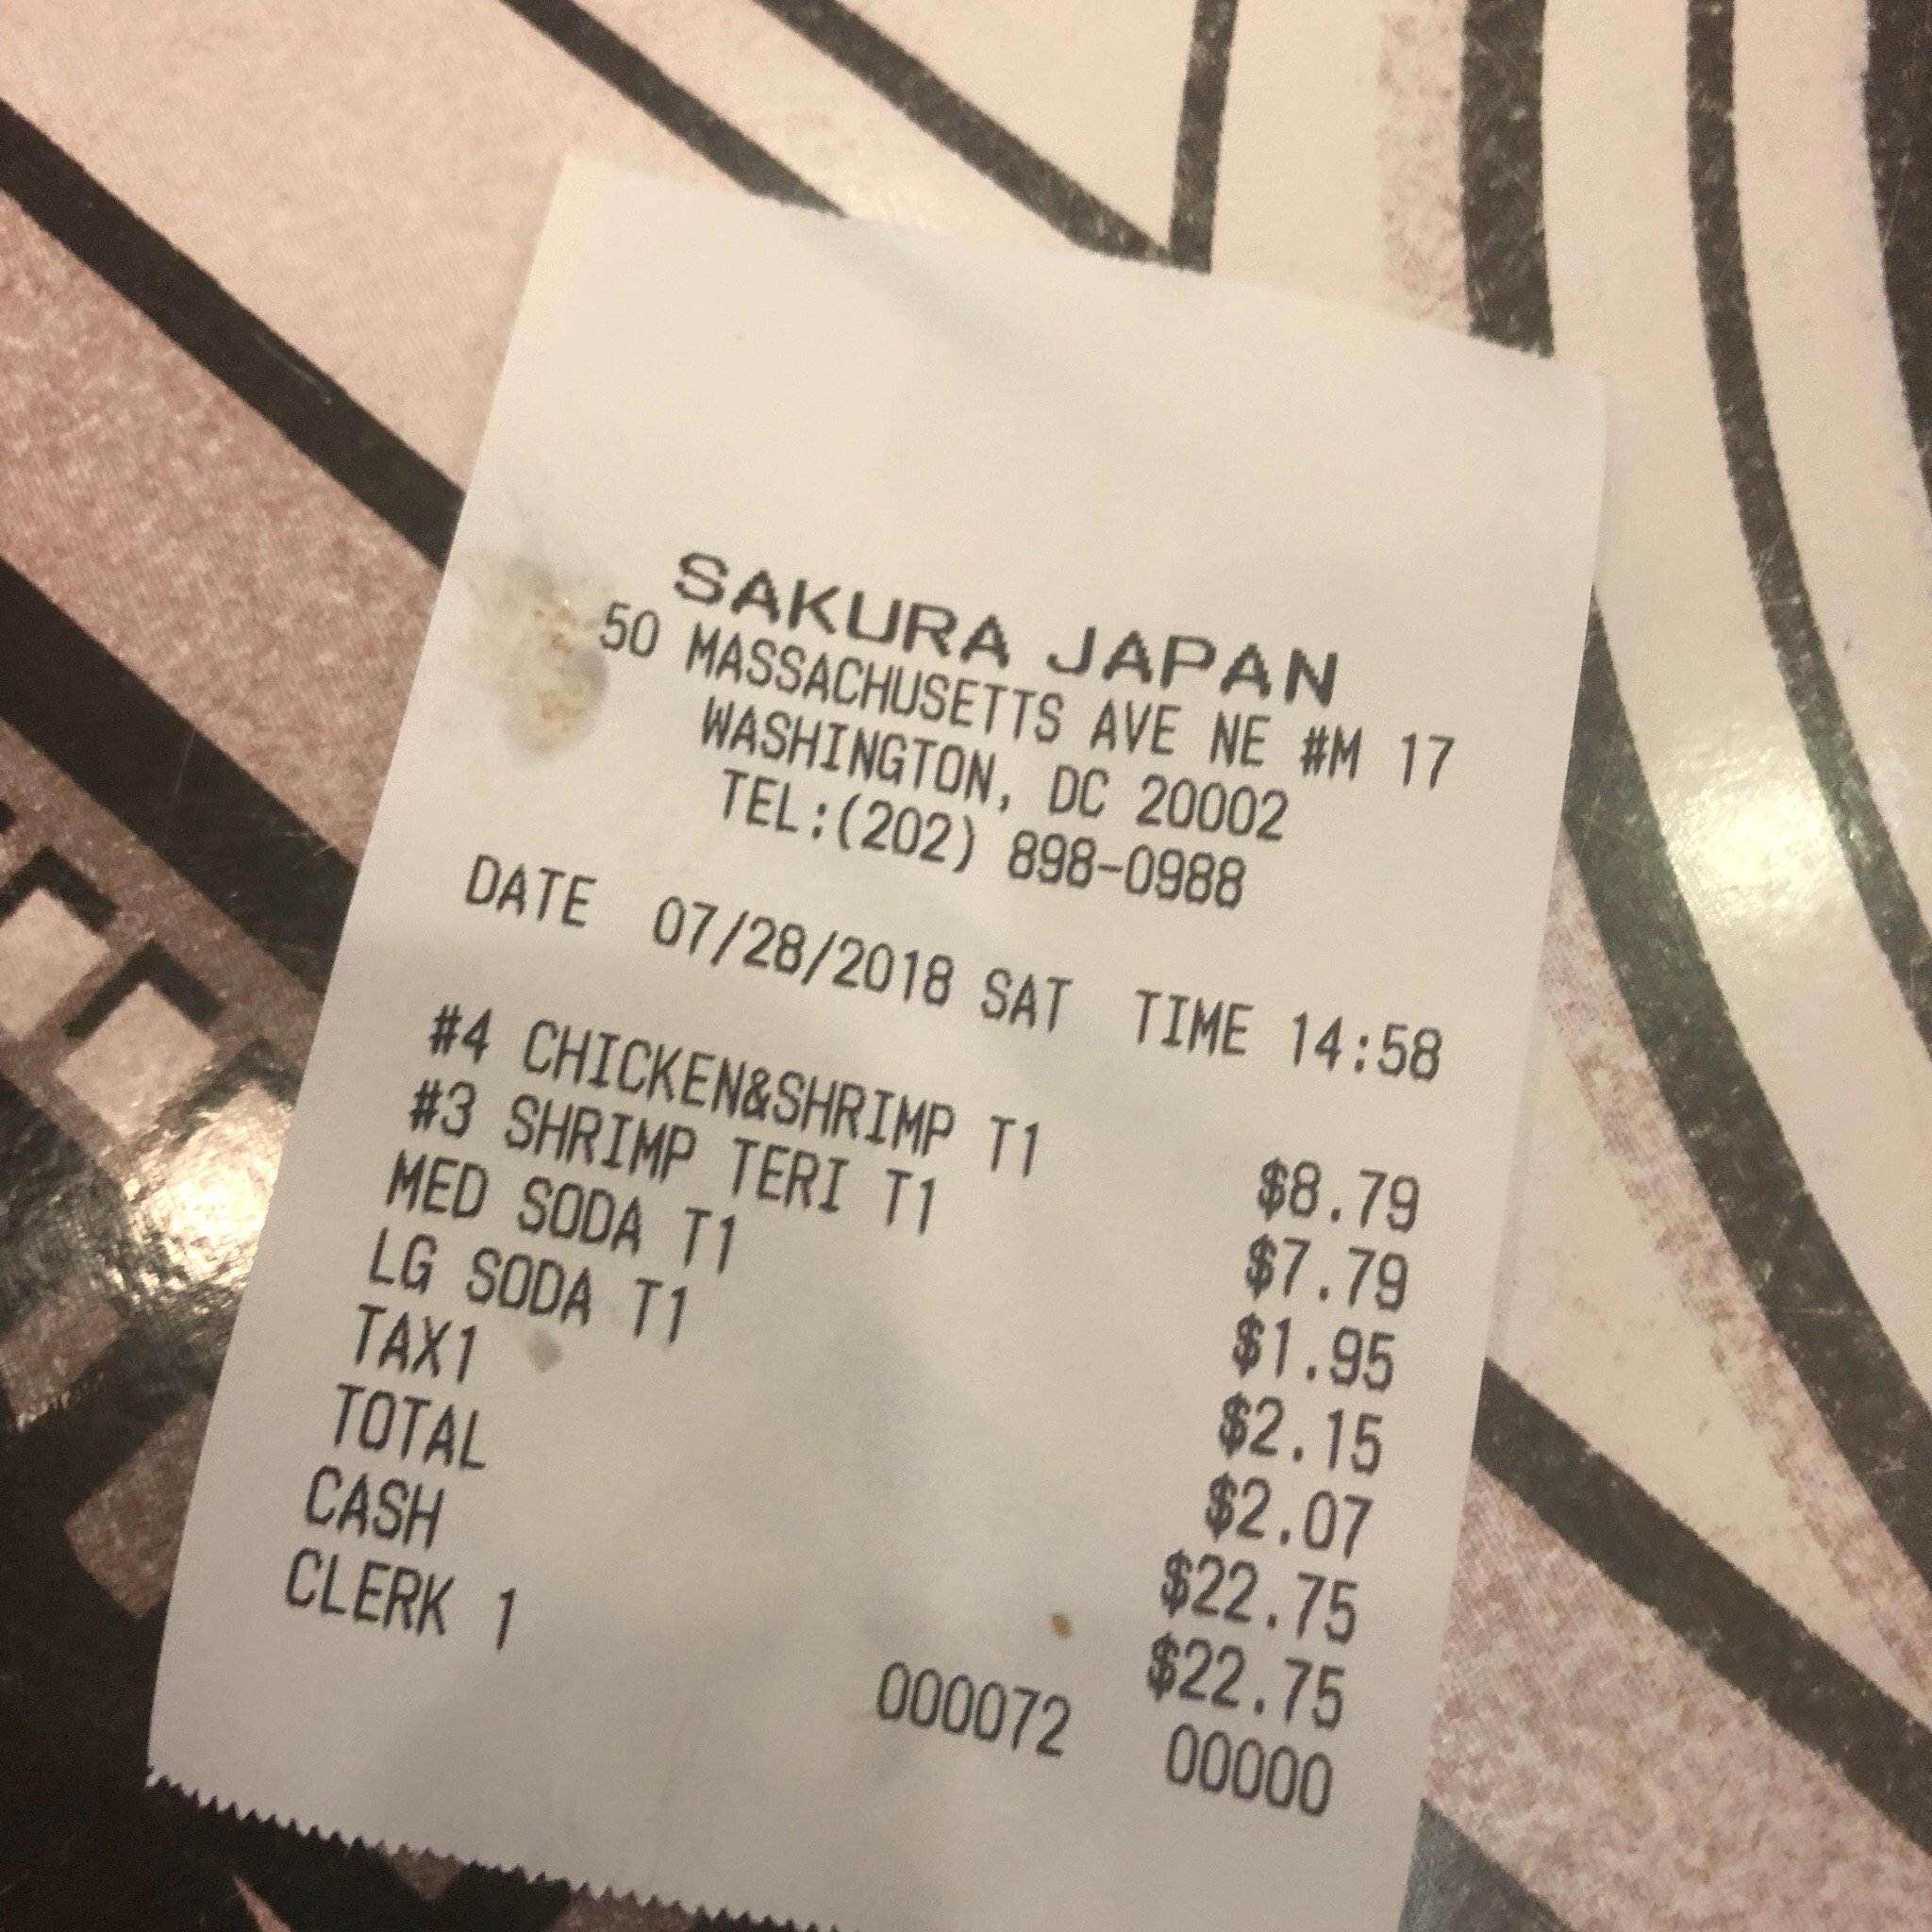 SAKURA JAPAN
50 MASSACHUSETTS AVE NE #M 17
WASHINGTON, DC 20002
TEL:(202) 898-0988
DATE 07/28/2018 SAT TIME 14:58
#4 CHICKEN&SHRIMP T1 $8.79
#3 SHRIMP TERI T1 $7.79
MED SODA T1 $1.95
LG SODA T1 $2.15
TAX1 $2.07
TOTAL $22.75
CASH $22.75
CLERK 1 000072 00000